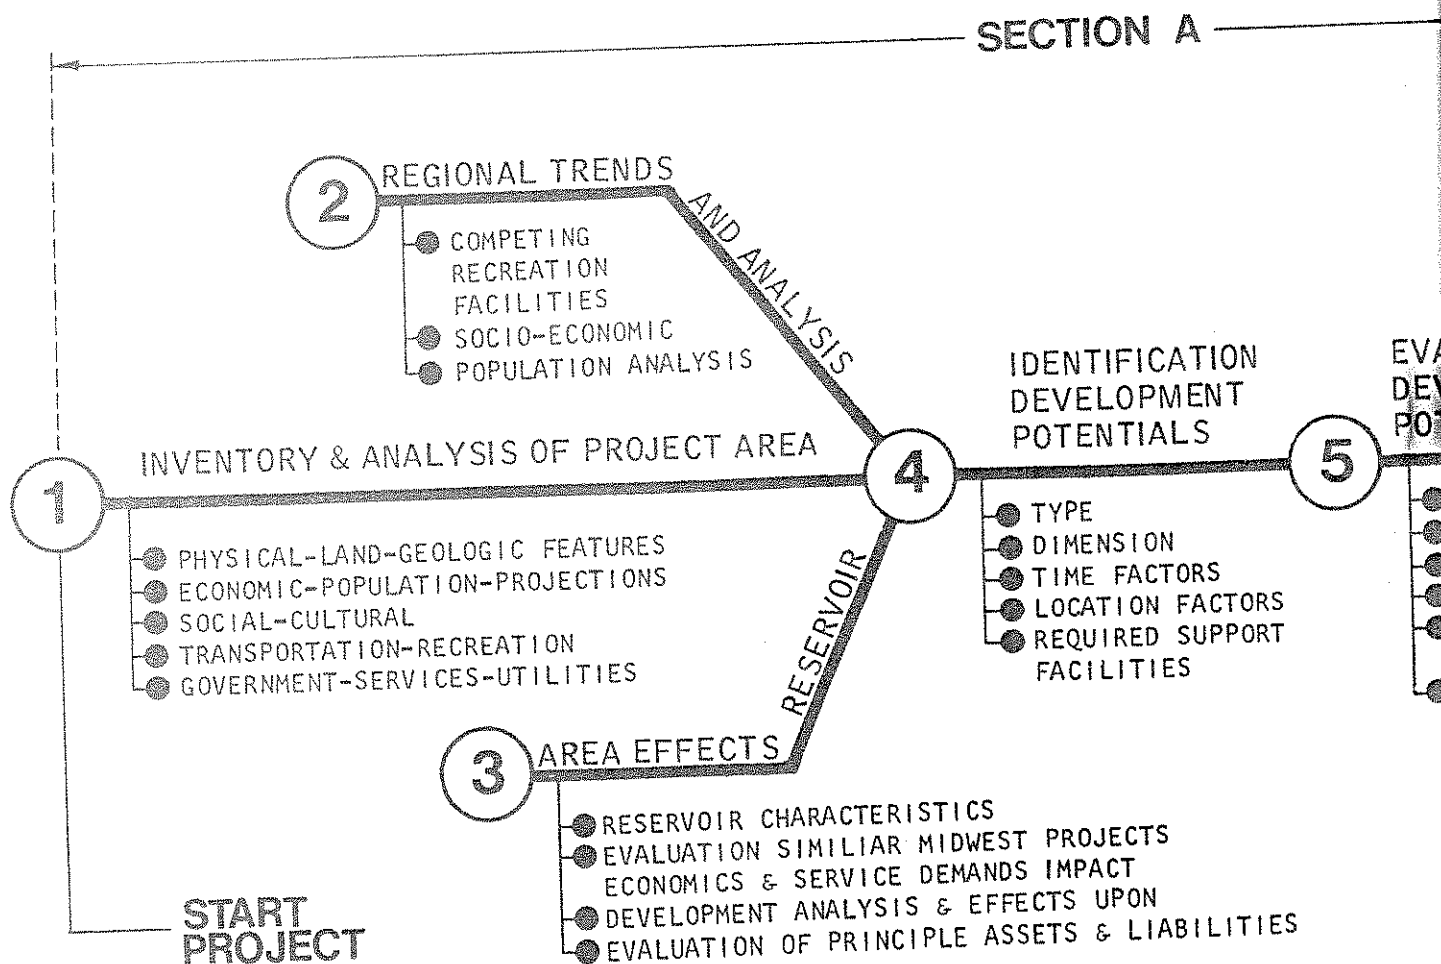 SECTION A
2
REGIONAL TRENDS
AND ANALYSIS
COMPETING
RECREATION
FACILITIES
SOCIO-ECONOMIC
POPULATION ANALYSIS
1
INVENTORY & ANALYSIS OF PROJECT AREA
PHYSICAL-LAND-GEOLOGIC FEATURES
ECONOMIC-POPULATION-PROJECTIONS
SOCIAL-CULTURAL
TRANSPORTATION-RECREATION
GOVERNMENT-SERVICES-UTILITIES
3
AREA EFFECTS
RESERVOIR
RESERVOIR CHARACTERISTICS
EVALUATION SIMILIAR MIDWEST PROJECTS
ECONOMICS & SERVICE DEMANDS IMPACT
DEVELOPMENT ANALYSIS & EFFECTS UPON
EVALUATION OF PRINCIPLE ASSETS & LIABILITIES
4
IDENTIFICATION
DEVELOPMENT
POTENTIALS
TYPE
DIMENSION
TIME FACTORS
LOCATION FACTORS
REQUIRED SUPPORT
FACILITIES
5
START
PROJECT